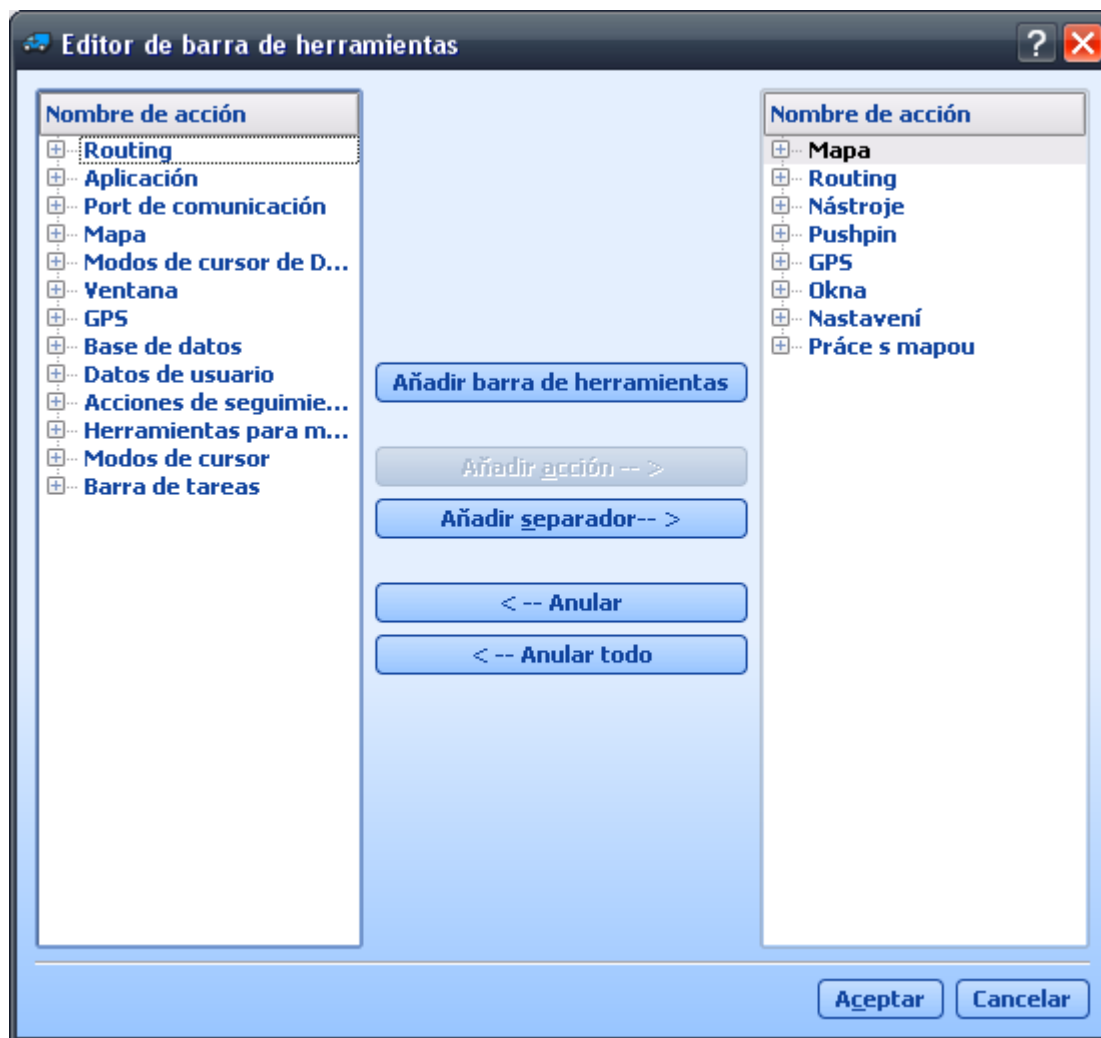 Editor de barra de herramientas
Nombre de acción
Routing
Aplicación
Port de comunicación
Mapa
Modos de cursor de D...
Ventana
GPS
Base de datos
Datos de usuario
Acciones de seguimie...
Herramientas para m...
Modos de cursor
Barra de tareas
Añadir barra de herramientas
Añadir acción -- >
Añadir separador-- >
< -- Anular
< -- Anular todo
Nombre de acción
Mapa
Routing
Nástroje
Pushpin
GPS
Okna
Nastavení
Práce s mapou
Aceptar
Cancelar